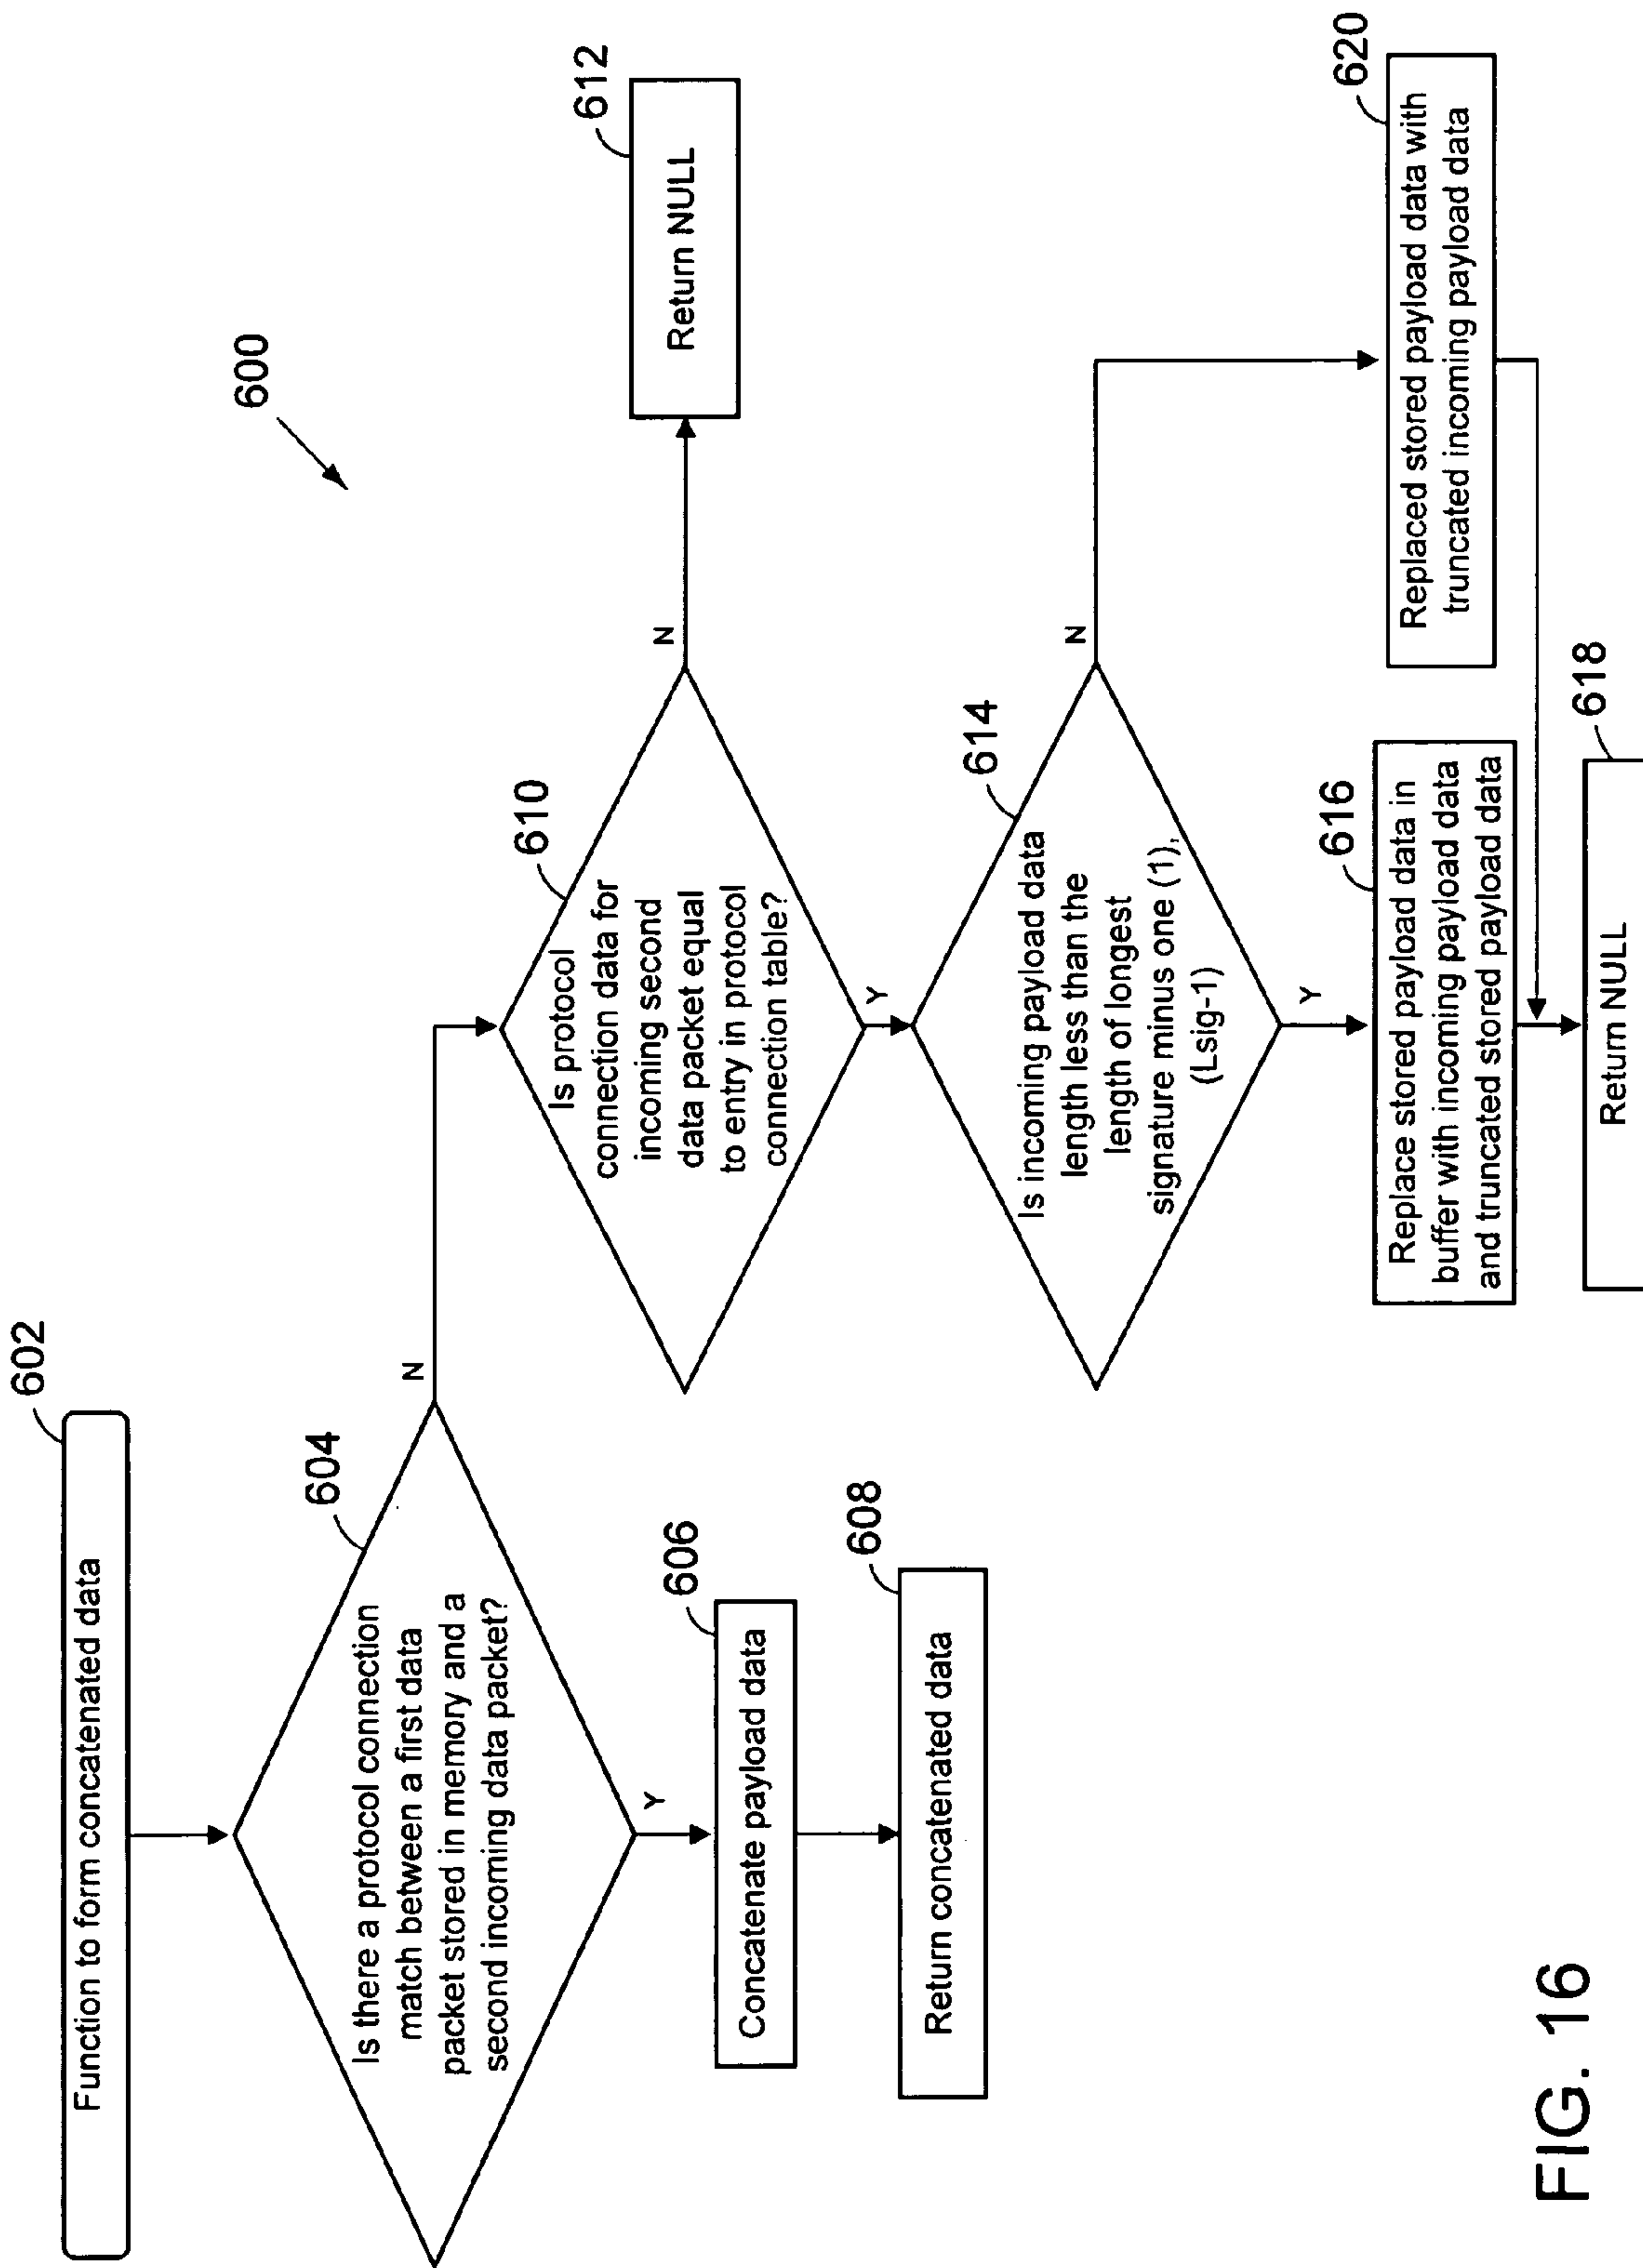 600
602
Function to form concatenated data
604
Is there a protocol connection
match between a first data
packet stored in memory and a
second incoming data packet?
N
Y
606
Concatenate payload data
608
Return concatenated data
610
Is protocol
connection data for
incoming second
data packet equal
to entry in protocol
connection table?
N
Y
612
Return NULL
614
Is incoming payload data
length less than the
length of longest
signature minus one (1),
(Lsig-1)
N
Y
616
Replace stored payload data in
buffer with incoming payload data
and truncated stored payload data
620
Replaced stored payload data with
truncated incoming payload data
618
Return NULL
FIG. 16